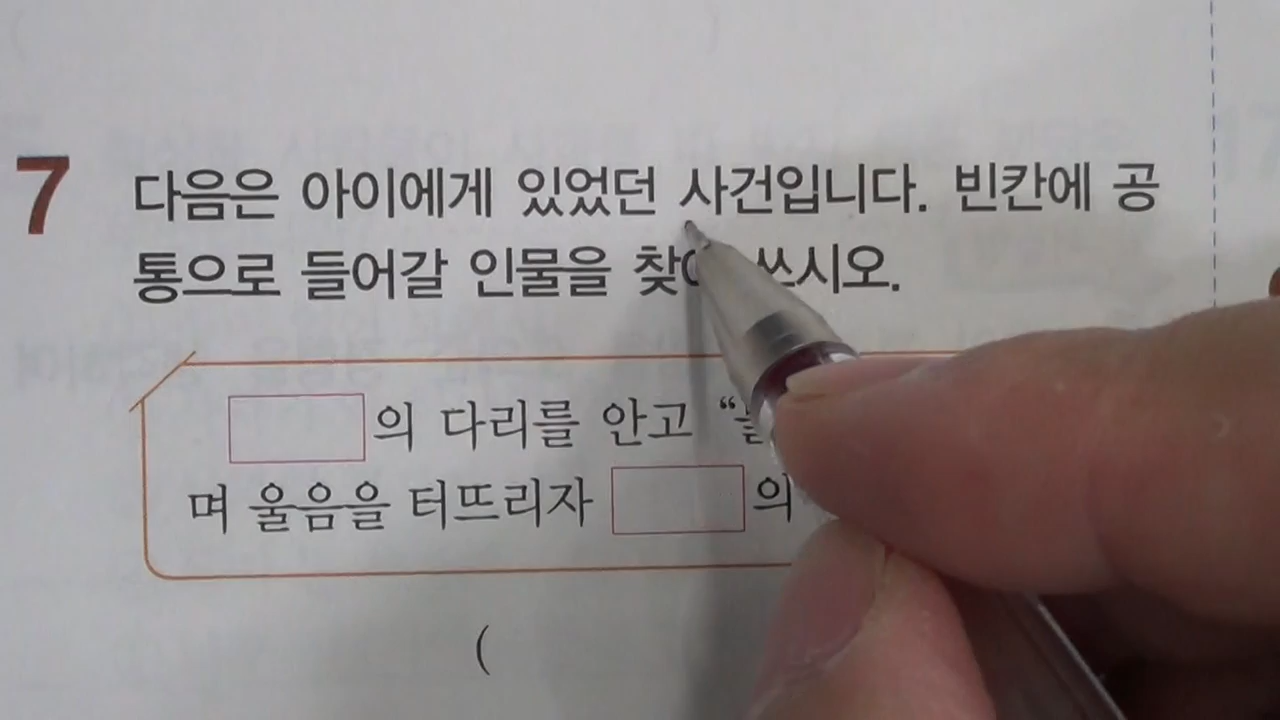 7
다음은 아이에게 있었던 사건입니다. 빈칸에 공
통으로 들어갈 인물을 쓰시오.
의 다리를 안고 “
며 울음을 터뜨리자 의
(